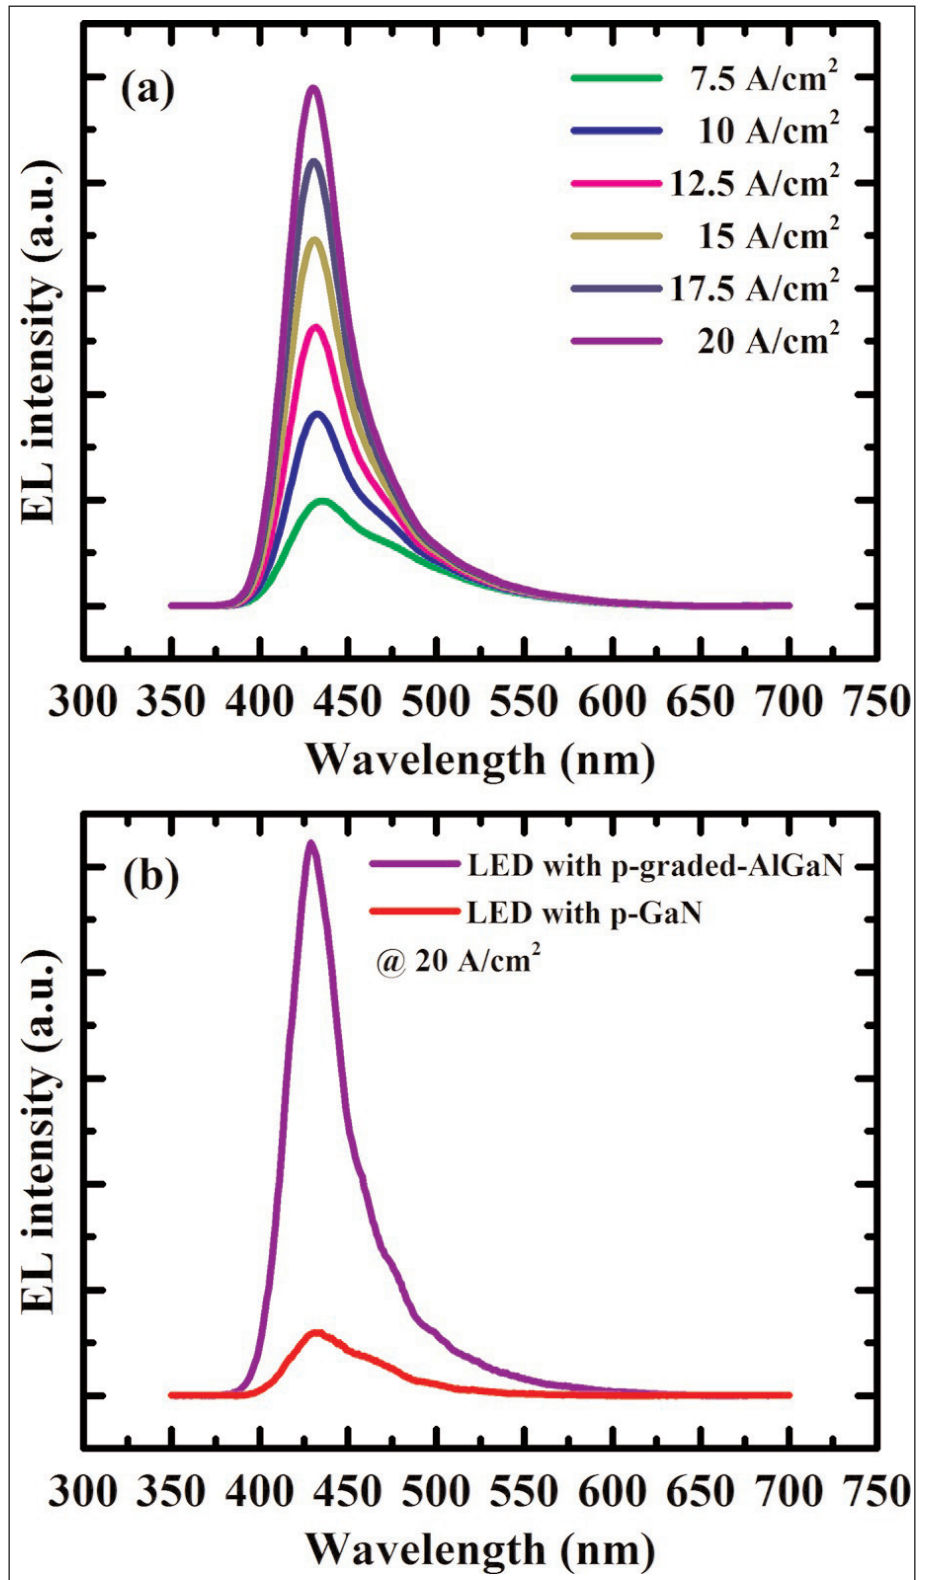 (a)
7.5 A/cm²
10 A/cm²
12.5 A/cm²
15 A/cm²
17.5 A/cm²
20 A/cm²
EL intensity (a.u.)
300 350 400 450 500 550 600 650 700 750
Wavelength (nm)
(b)
LED with p-graded-AlGaN
LED with p-GaN
@ 20 A/cm²
EL intensity (a.u.)
300 350 400 450 500 550 600 650 700 750
Wavelength (nm)